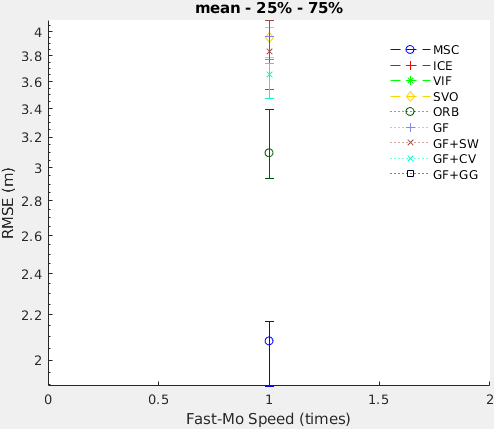 mean - 25% - 75%
4
3.8
3.6
3.4
3.2
3
2.8
2.6
2.4
2.2
2
RMSE (m)
MSC
ICE
VIF
SVO
ORB
GF
GF+SW
GF+CV
GF+GG
0 0.5 1 1.5 2
Fast-Mo Speed (times)